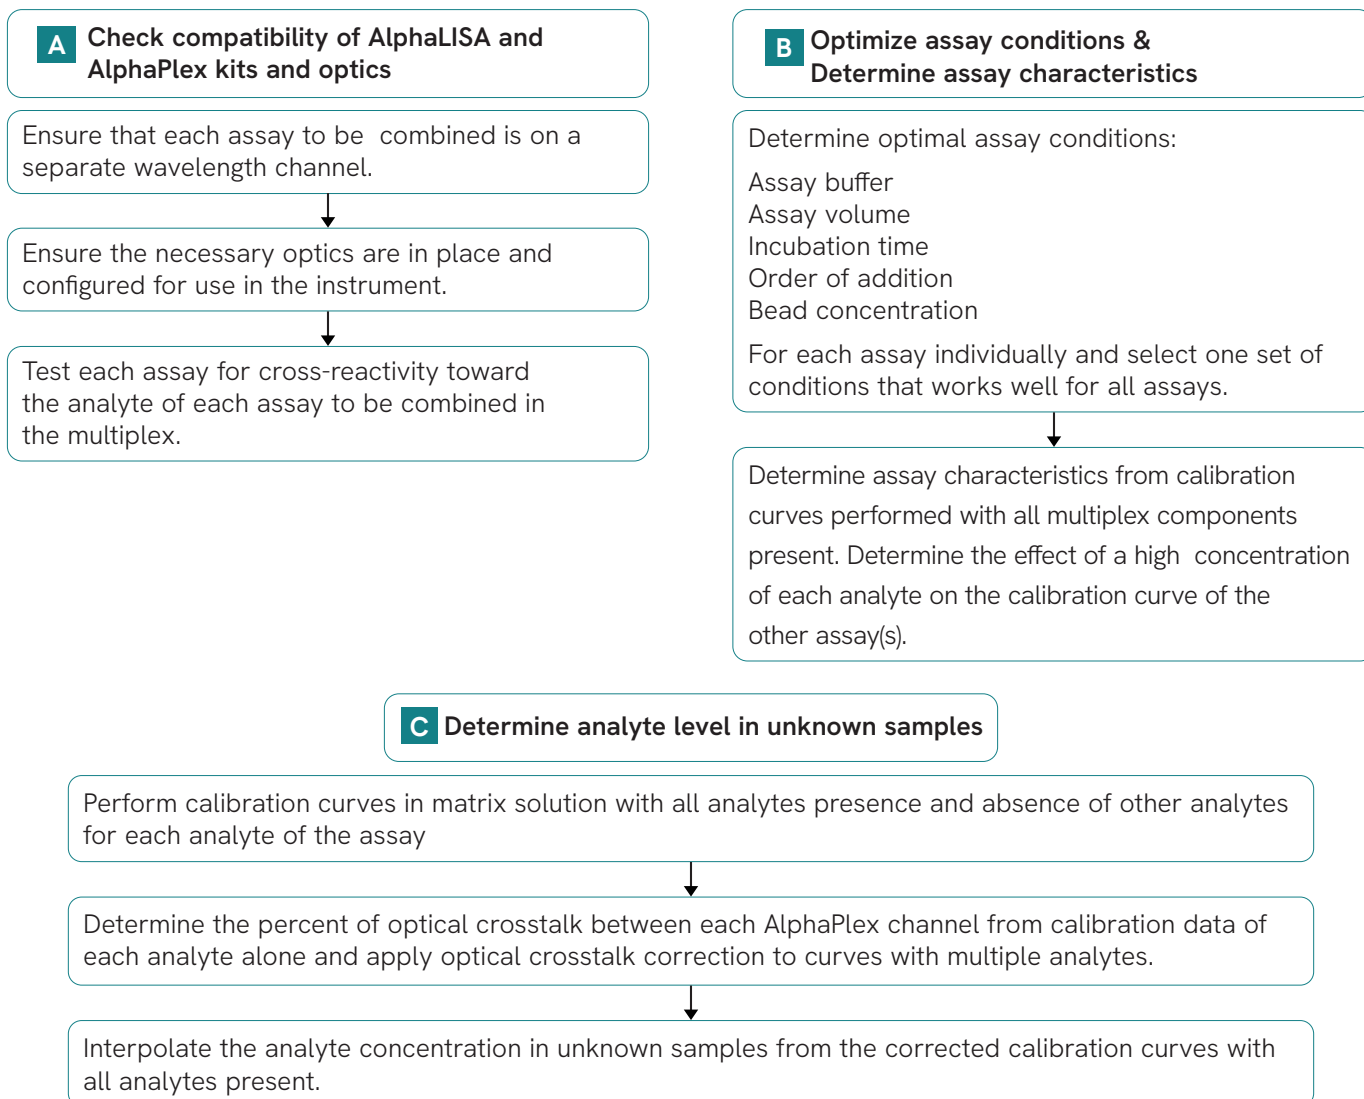 A Check compatibility of AlphaLISA and
AlphaPlex kits and optics
Ensure that each assay to be combined is on a
separate wavelength channel.
Ensure the necessary optics are in place and
configured for use in the instrument.
Test each assay for cross-reactivity toward
the analyte of each assay to be combined in
the multiplex.
B Optimize assay conditions &
Determine assay characteristics
Determine optimal assay conditions:
Assay buffer
Assay volume
Incubation time
Order of addition
Bead concentration
For each assay individually and select one set of
conditions that works well for all assays.
Determine assay characteristics from calibration
curves performed with all multiplex components
present. Determine the effect of a high concentration
of each analyte on the calibration curve of the
other assay(s).
C Determine analyte level in unknown samples
Perform calibration curves in matrix solution with all analytes presence and absence of other analytes
for each analyte of the assay
Determine the percent of optical crosstalk between each AlphaPlex channel from calibration data of
each analyte alone and apply optical crosstalk correction to curves with multiple analytes.
Interpolate the analyte concentration in unknown samples from the corrected calibration curves with
all analytes present.